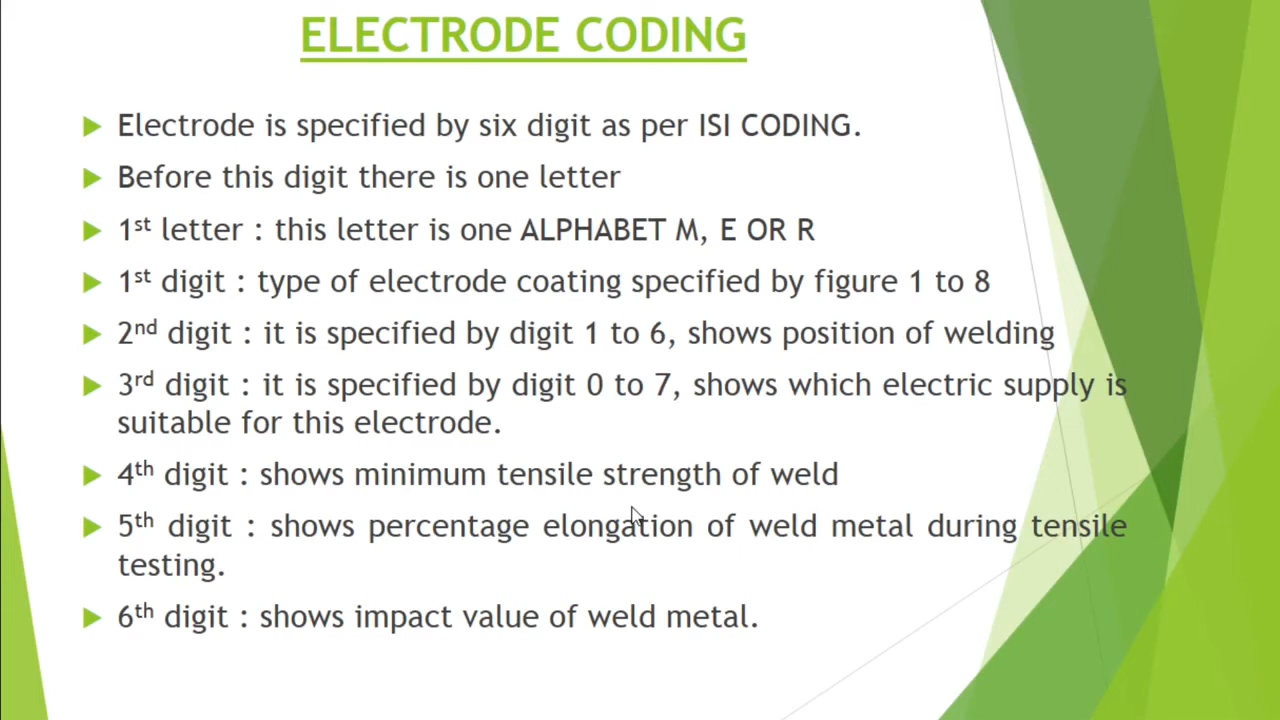 ELECTRODE CODING
Electrode is specified by six digit as per ISI CODING.
Before this digit there is one letter
1st letter : this letter is one ALPHABET M, E OR R
1st digit : type of electrode coating specified by figure 1 to 8
2nd digit : it is specified by digit 1 to 6, shows position of welding
3rd digit : it is specified by digit 0 to 7, shows which electric supply is
suitable for this electrode.
4th digit : shows minimum tensile strength of weld
5th digit : shows percentage elongation of weld metal during tensile
testing.
6th digit : shows impact value of weld metal.